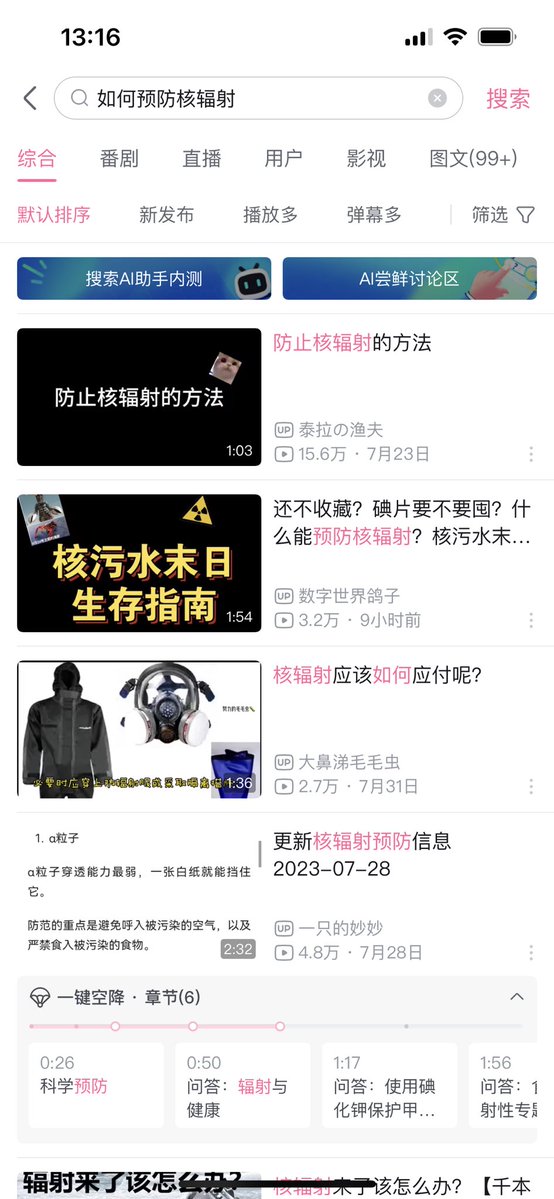 13:16
如何预防核辐射
搜索
综合 番剧 直播 用户 影视 图文(99+)
默认排序 新发布 播放多 弹幕多 筛选
搜索AI助手内测
AI尝鲜讨论区
防止核辐射的方法
1:03
防止核辐射的方法
UP 泰拉の渔夫
15.6万 · 7月23日
核污水末日
生存指南
1:54
还不收藏？碘片要不要囤？什
么能预防核辐射？核污水末...
UP 数字世界鸽子
3.2万 · 9小时前
努力的毛毛虫
必要时应穿上
1:36
核辐射应该如何应付呢？
UP 大鼻涕毛毛虫
2.7万 · 7月31日
1. α粒子
α粒子穿透能力最弱，一张白纸就能挡住
它。
防范的重点是避免呼入被污染的空气，以及
严禁食入被污染的食物。
2:32
更新核辐射预防信息
2023-07-28
UP 一只的妙妙
4.8万 · 7月28日
一键空降 · 章节(6)
0:26
科学预防
0:50
问答：辐射与
健康
1:17
问答：使用碘
化钾保护甲...
1:56
问答：
射性专
辐射来了该怎么办?
核辐射来了该怎么办？【千本